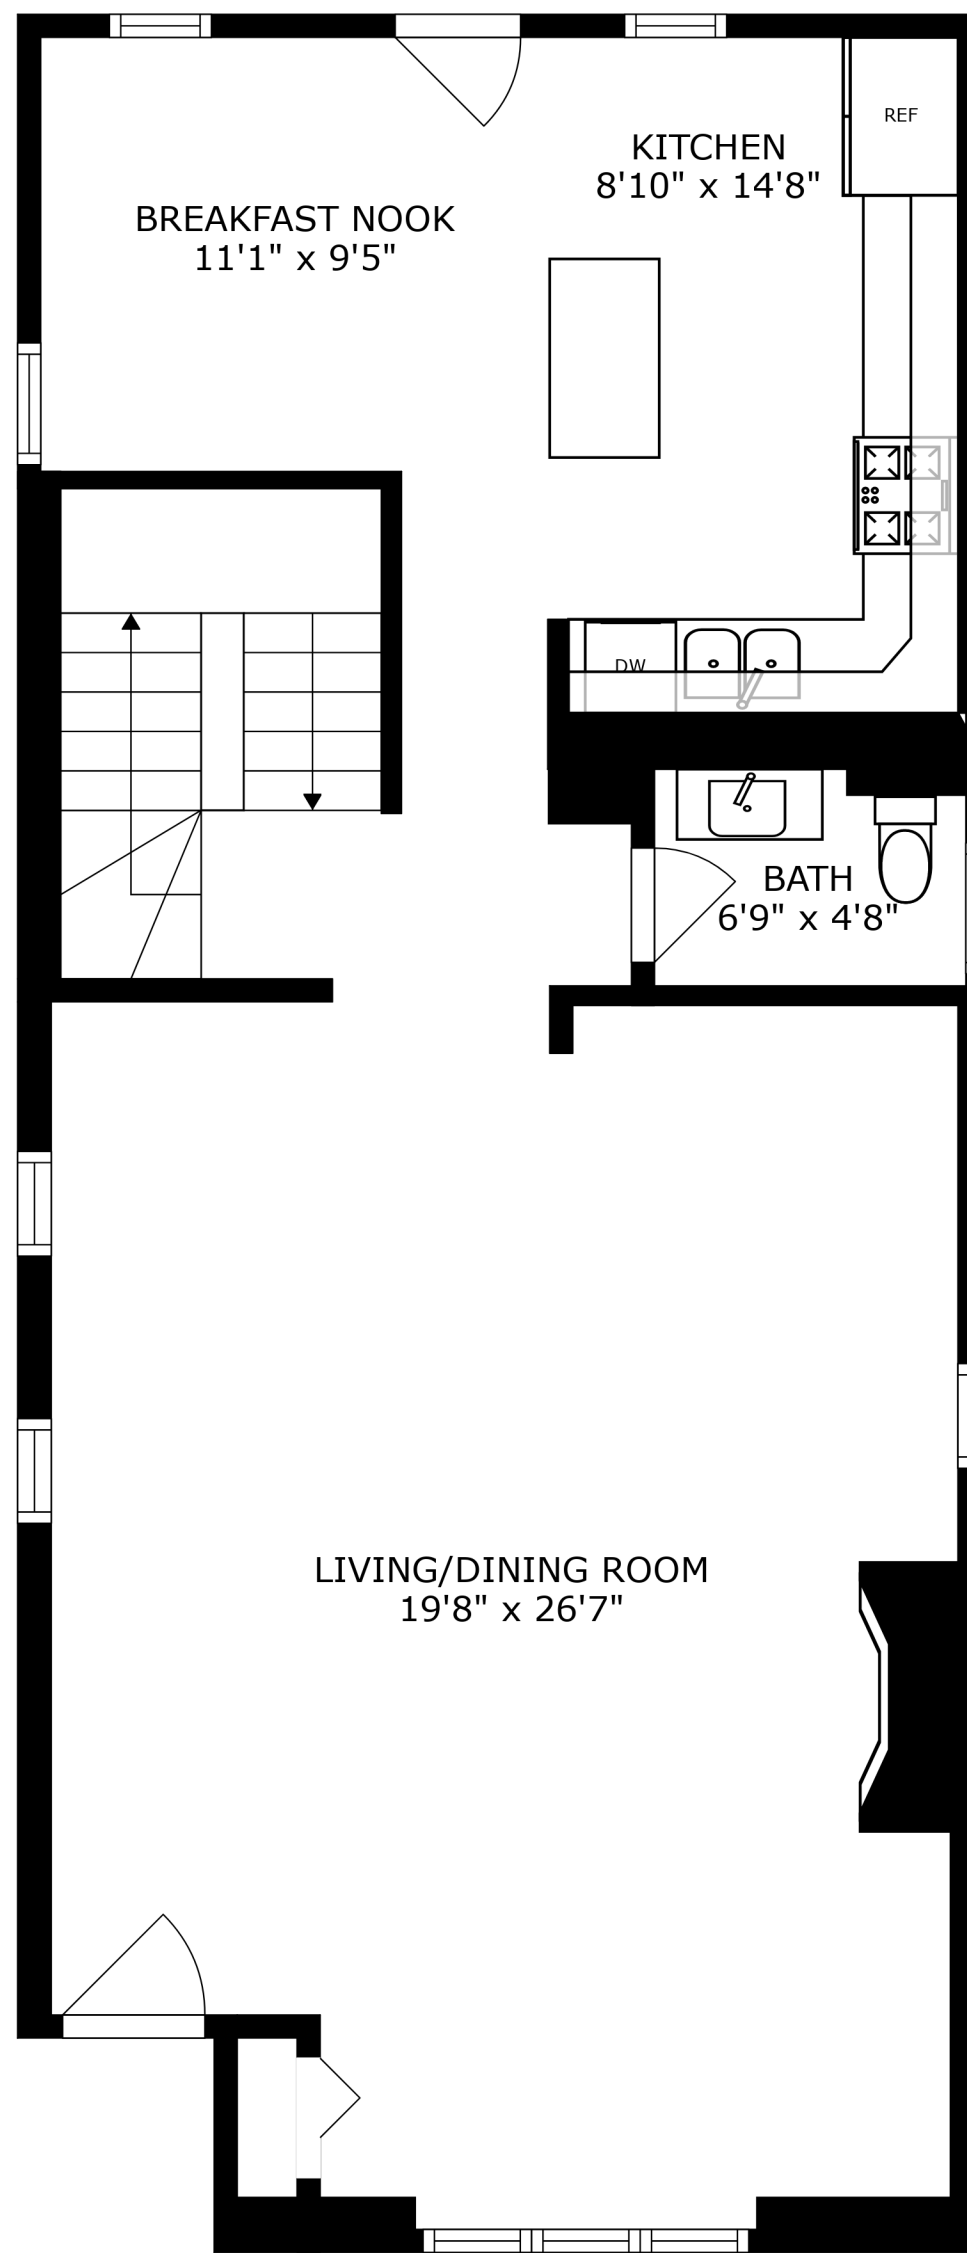 REF
KITCHEN
8'10" x 14'8"
BREAKFAST NOOK
11'1" x 9'5"
DW
BATH
6'9" x 4'8"
LIVING/DINING ROOM
19'8" x 26'7"